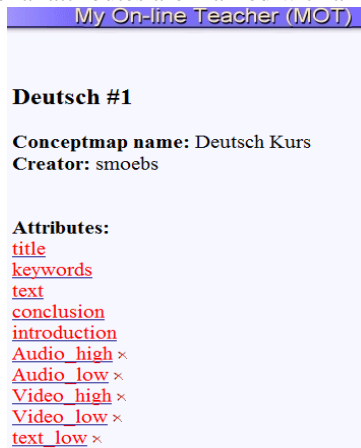 My On-line Teacher (MOT)
Deutsch #1
Conceptmap name: Deutsch Kurs
Creator: smoebs
Attributes:
title
keywords
text
conclusion
introduction
Audio_high ×
Audio_low ×
Video_high ×
Video_low ×
text_low ×